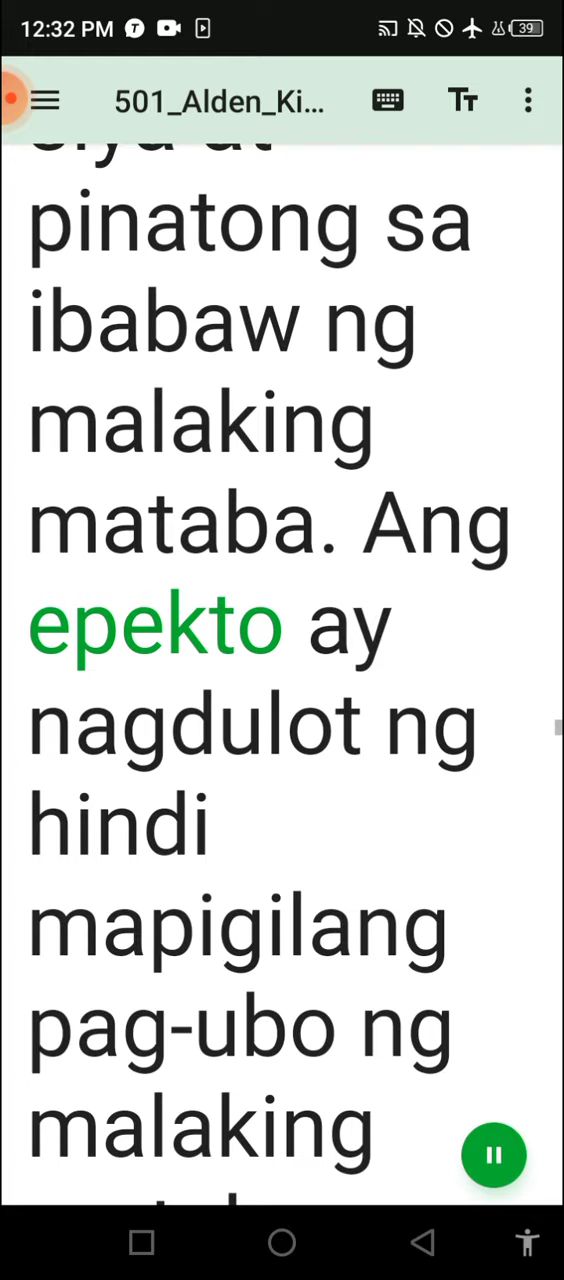 12:32 PM
39
501_Alden_Ki...
pinatong sa
ibabaw ng
malaking
mataba. Ang
epekto ay
nagdulot ng
hindi
mapigilang
pag-ubo ng
malaking